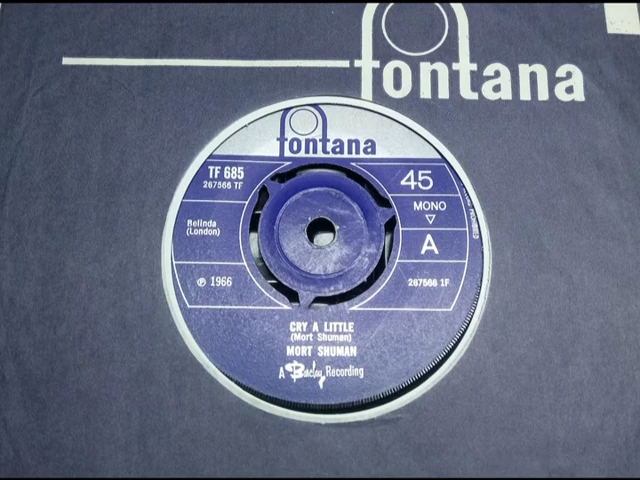 fontana
fontana
TF 685
267566 TF
45
MONO
Belinda
(London)
A
℗ 1966
267566 1F
CRY A LITTLE
(Mort Shuman)
MORT SHUMAN
A Barclay Recording